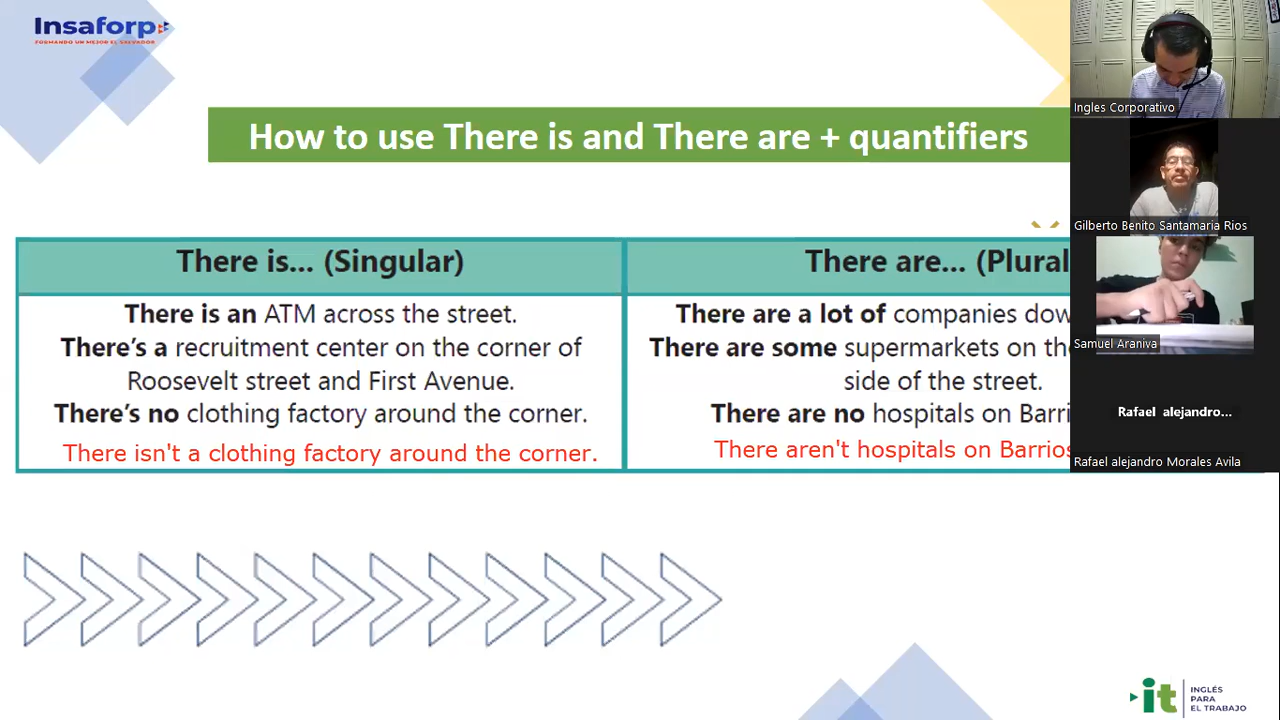 Insaforp
FORMANDO UN MEJOR EL SALVADOR
How to use There is and There are + quantifiers
There is... (Singular)
There is an ATM across the street.
There's a recruitment center on the corner of
Roosevelt street and First Avenue.
There's no clothing factory around the corner.
There isn't a clothing factory around the corner.
There are... (Plural
There are a lot of companies dow
There are some supermarkets on the
side of the street.
There are no hospitals on Barri
There aren't hospitals on Barrios
Ingles Corporativo
Gilberto Benito Santamaria Rios
Samuel Araniva
Rafael alejandro...
Rafael alejandro Morales Avila
it
INGLÉS
PARA
EL TRABAJO